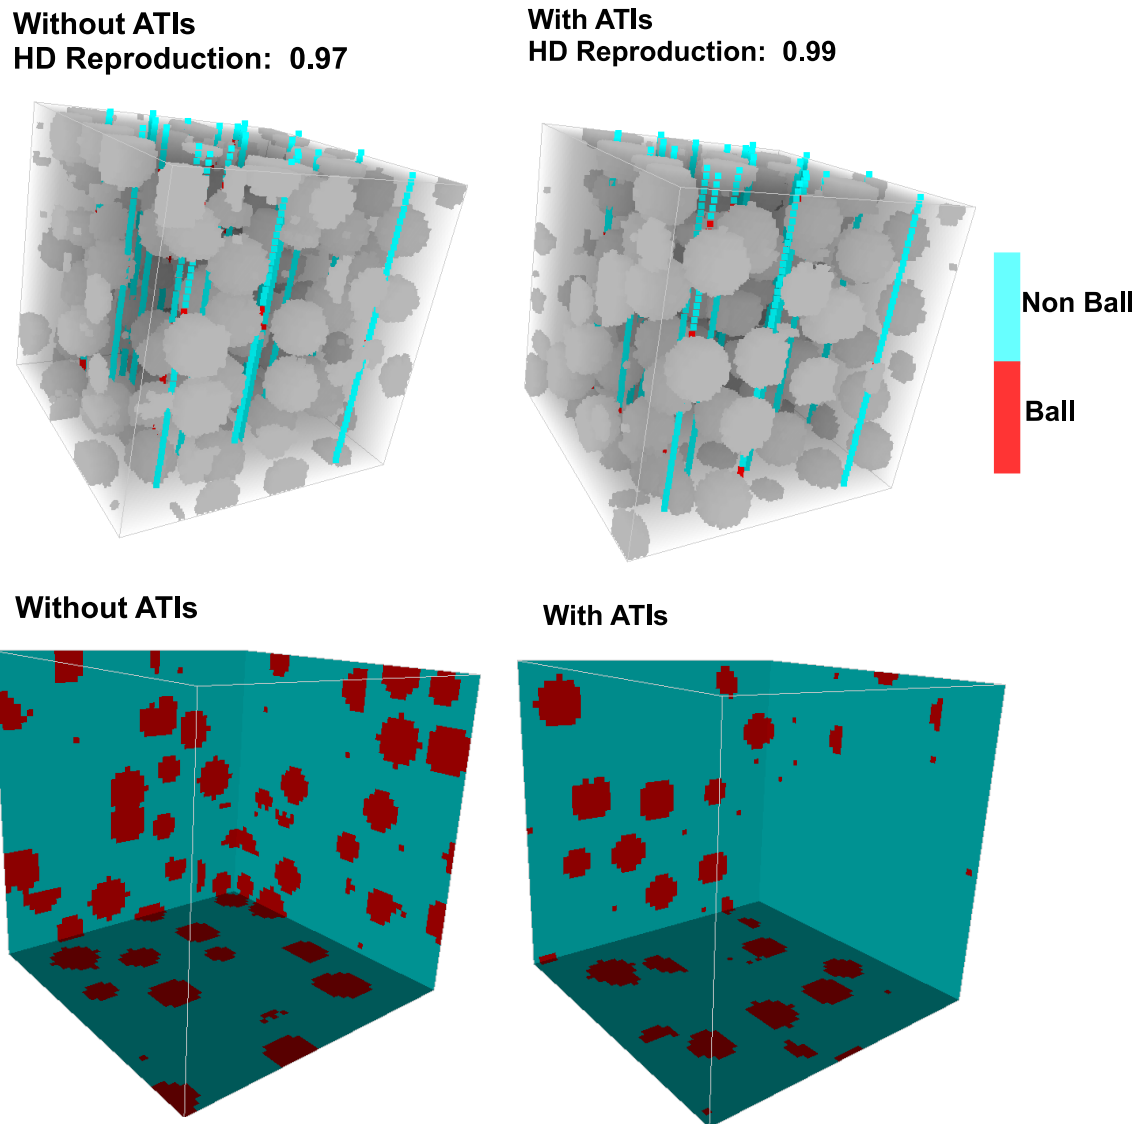 Without ATIs
HD Reproduction: 0.97
With ATIs
HD Reproduction: 0.99
Non Ball
Ball
Without ATIs
With ATIs